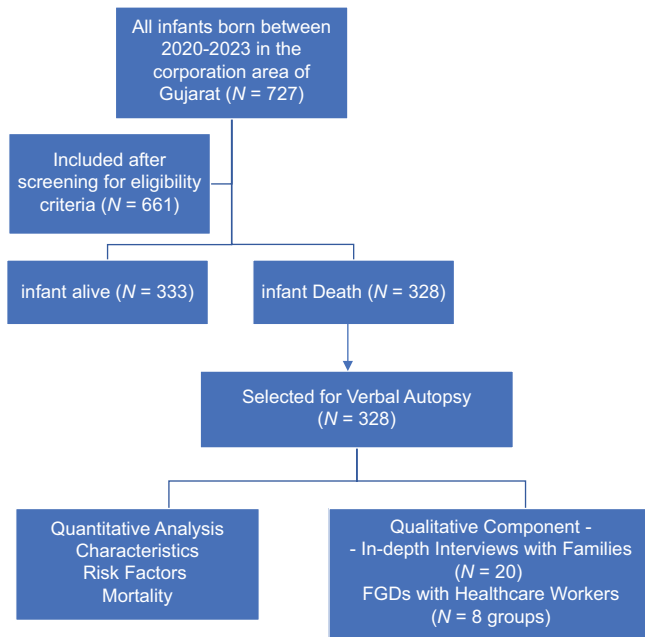 All infants born between
2020-2023 in the
corporation area of
Gujarat (N = 727)
Included after
screening for eligibility
criteria (N = 661)
infant alive (N = 333)
infant Death (N = 328)
Selected for Verbal Autopsy
(N = 328)
Quantitative Analysis
Characteristics
Risk Factors
Mortality
Qualitative Component -
- In-depth Interviews with Families
(N = 20)
FGDs with Healthcare Workers
(N = 8 groups)